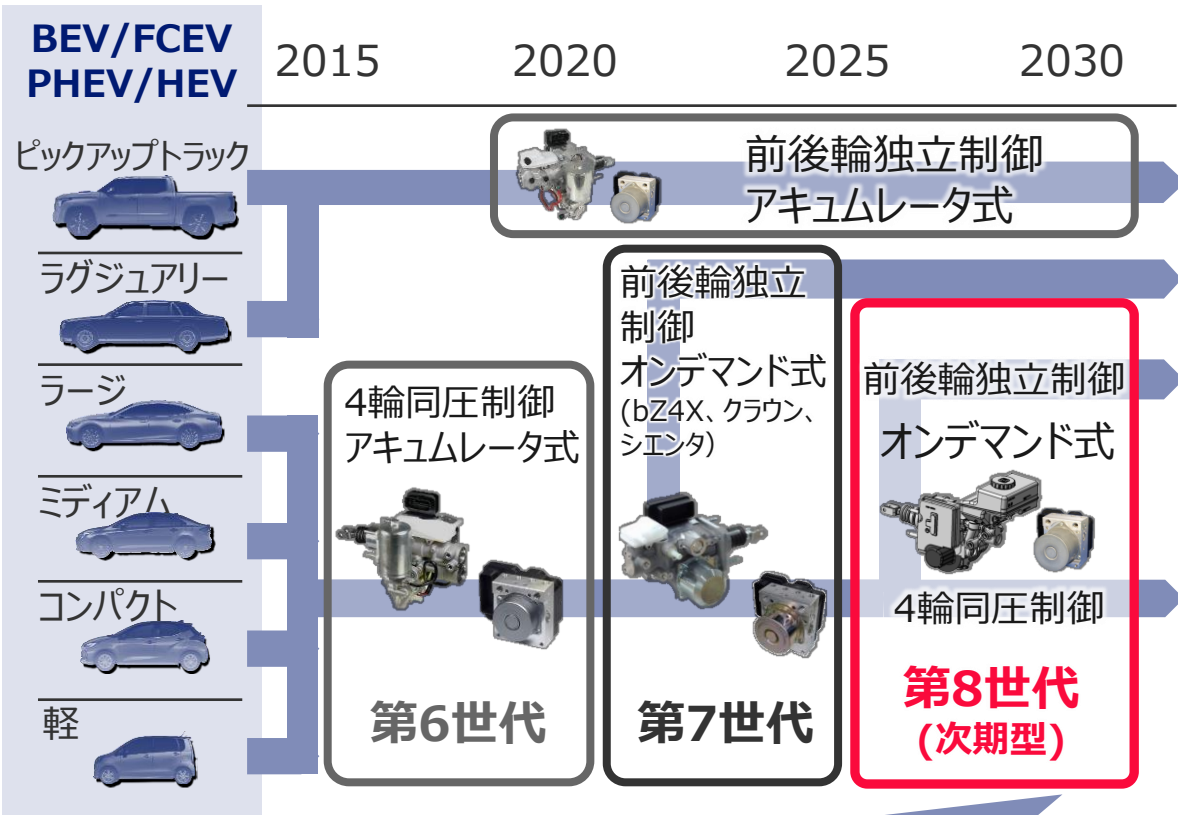 BEV/FCEV
PHEV/HEV
2015
2020
2025
2030
ピックアップトラック
ラグジュアリー
ラージ
ミディアム
コンパクト
軽
前後輪独立制御
アキュムレータ式
4輪同圧制御
アキュムレータ式
第6世代
前後輪独立
制御
オンデマンド式
(bZ4X、クラウン、
シエンタ)
第7世代
前後輪独立制御
オンデマンド式
4輪同圧制御
第8世代
(次期型)